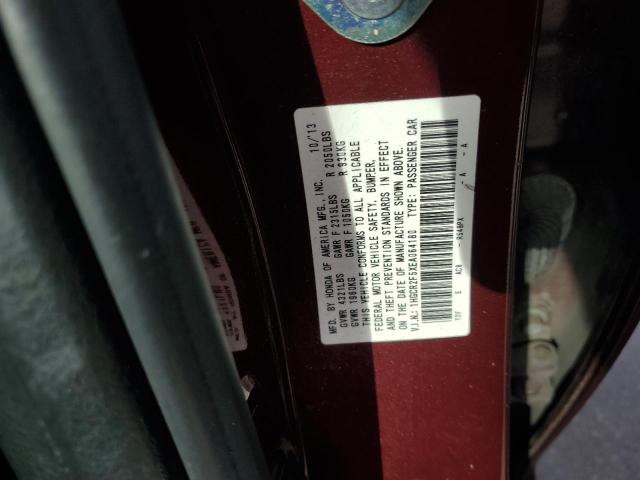 MFD. BY HONDA OF AMERICA MFG., INC. 10/'13
GVWR 4321LBS GAWR F 2315LBS R 2050LBS
GVWR 1960KG GAWR F 1050KG R 930KG
THIS VEHICLE CONFORMS TO ALL APPLICABLE
FEDERAL MOTOR VEHICLE SAFETY, BUMPER,
AND THEFT PREVENTION STANDARDS IN EFFECT
ON THE DATE OF MANUFACTURE SHOWN ABOVE.
V.I.N.: 1HGCR2F5XEA064180 TYPE: PASSENGER CAR
E - A - A